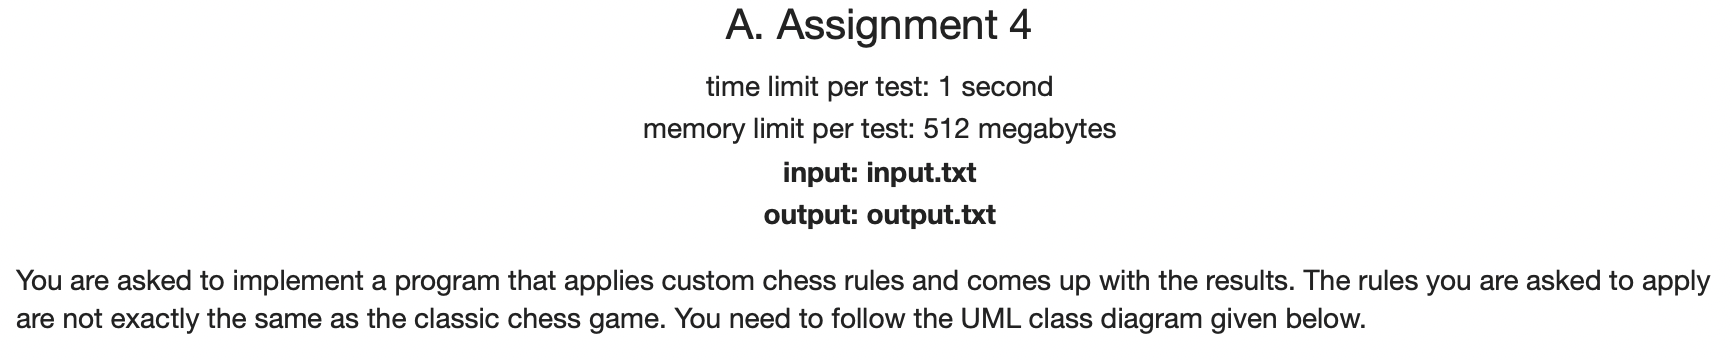 A. Assignment 4
time limit per test: 1 second
memory limit per test: 512 megabytes
input: input.txt
output: output.txt
You are asked to implement a program that applies custom chess rules and comes up with the results. The rules you are asked to apply
are not exactly the same as the classic chess game. You need to follow the UML class diagram given below.